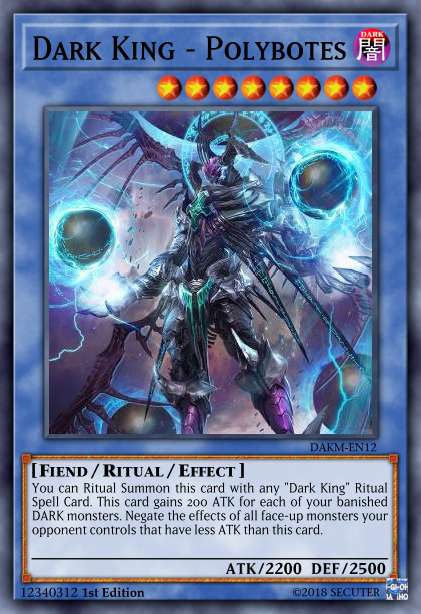 Dark King - Polybotes
DARK
闇
DAKM-EN12
[Fiend / Ritual / Effect]
You can Ritual Summon this card with any "Dark King" Ritual
Spell Card. This card gains 200 ATK for each of your banished
DARK monsters. Negate the effects of all face-up monsters your
opponent controls that have less ATK than this card.
ATK/2200 DEF/2500
12340312 1st Edition
©2018 SECUTER